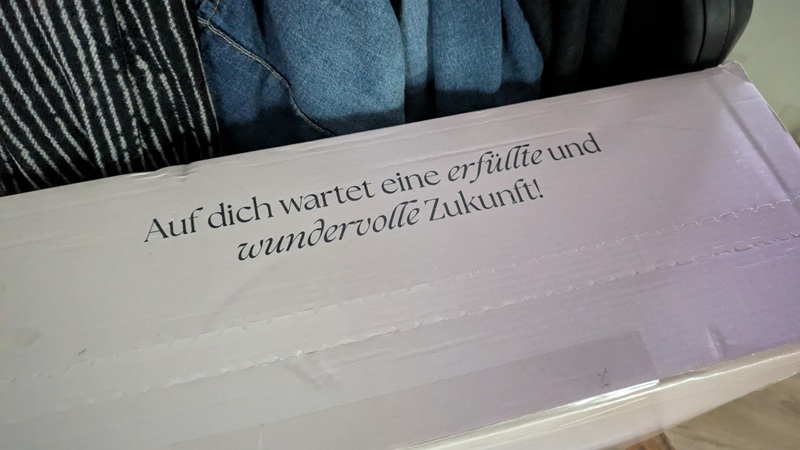 Auf dich wartet eine erfüllte und
wundervolle Zukunft!